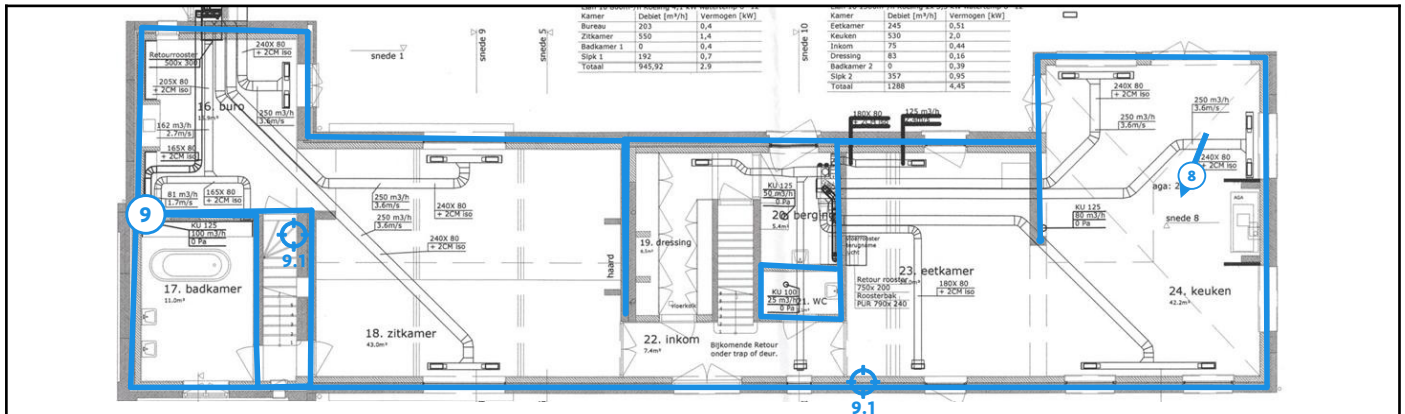 Kamer Debiet [m³/h] Vermogen [kW]
Bureau 203 0,4
Zitkamer 550 1,4
Badkamer 1 0 0,4
Slpk 1 192 0,7
Totaal 945,92 2.9
Kamer Debiet [m³/h] Vermogen [kW]
Eetkamer 245 0,51
Keuken 530 2,0
Inkom 75 0,44
Dressing 83 0,16
Badkamer 2 0 0,39
Slpk 2 357 0,95
Totaal 1288 4,45
snede 1
snede 9
snede 5
snede 10
Retourrooster
500x 300
240X 80
+ 2CM iso
205X 80
+ 2CM iso
16. buro
250 m3/h
3.6m/s
162 m3/h
2.7m/s
165X 80
+ 2CM iso
81 m3/h
1.7m/s
165X 80
+ 2CM iso
9
KU 125
100 m3/h
0 Pa
9.1
17. badkamer
11.0m²
250 m3/h
3.6m/s
250 m3/h
3.6m/s
240X 80
+ 2CM iso
240X 80
+ 2CM iso
18. zitkamer
43.0m²
haard
19. dressing
vloerkolk
KU 125
50 m3/h
0 Pa
20. berging
5.4m²
KU 100
25 m3/h
0 Pa
21. WC
22. inkom
7.4m²
Bijkomende Retour
onder trap of deur.
180X 80
+ 2CM iso
125 m3/h
23. eetkamer
Retour rooster
750x 200
Roosterbak
PUR 790x 240
180X 80
+ 2CM iso
9.1
KU 125
80 m3/h
0 Pa
240X 80
+ 2CM iso
250 m3/h
3.6m/s
250 m3/h
3.6m/s
240X 80
+ 2CM iso
8
AGA
snede 8
24. keuken
42.2m²